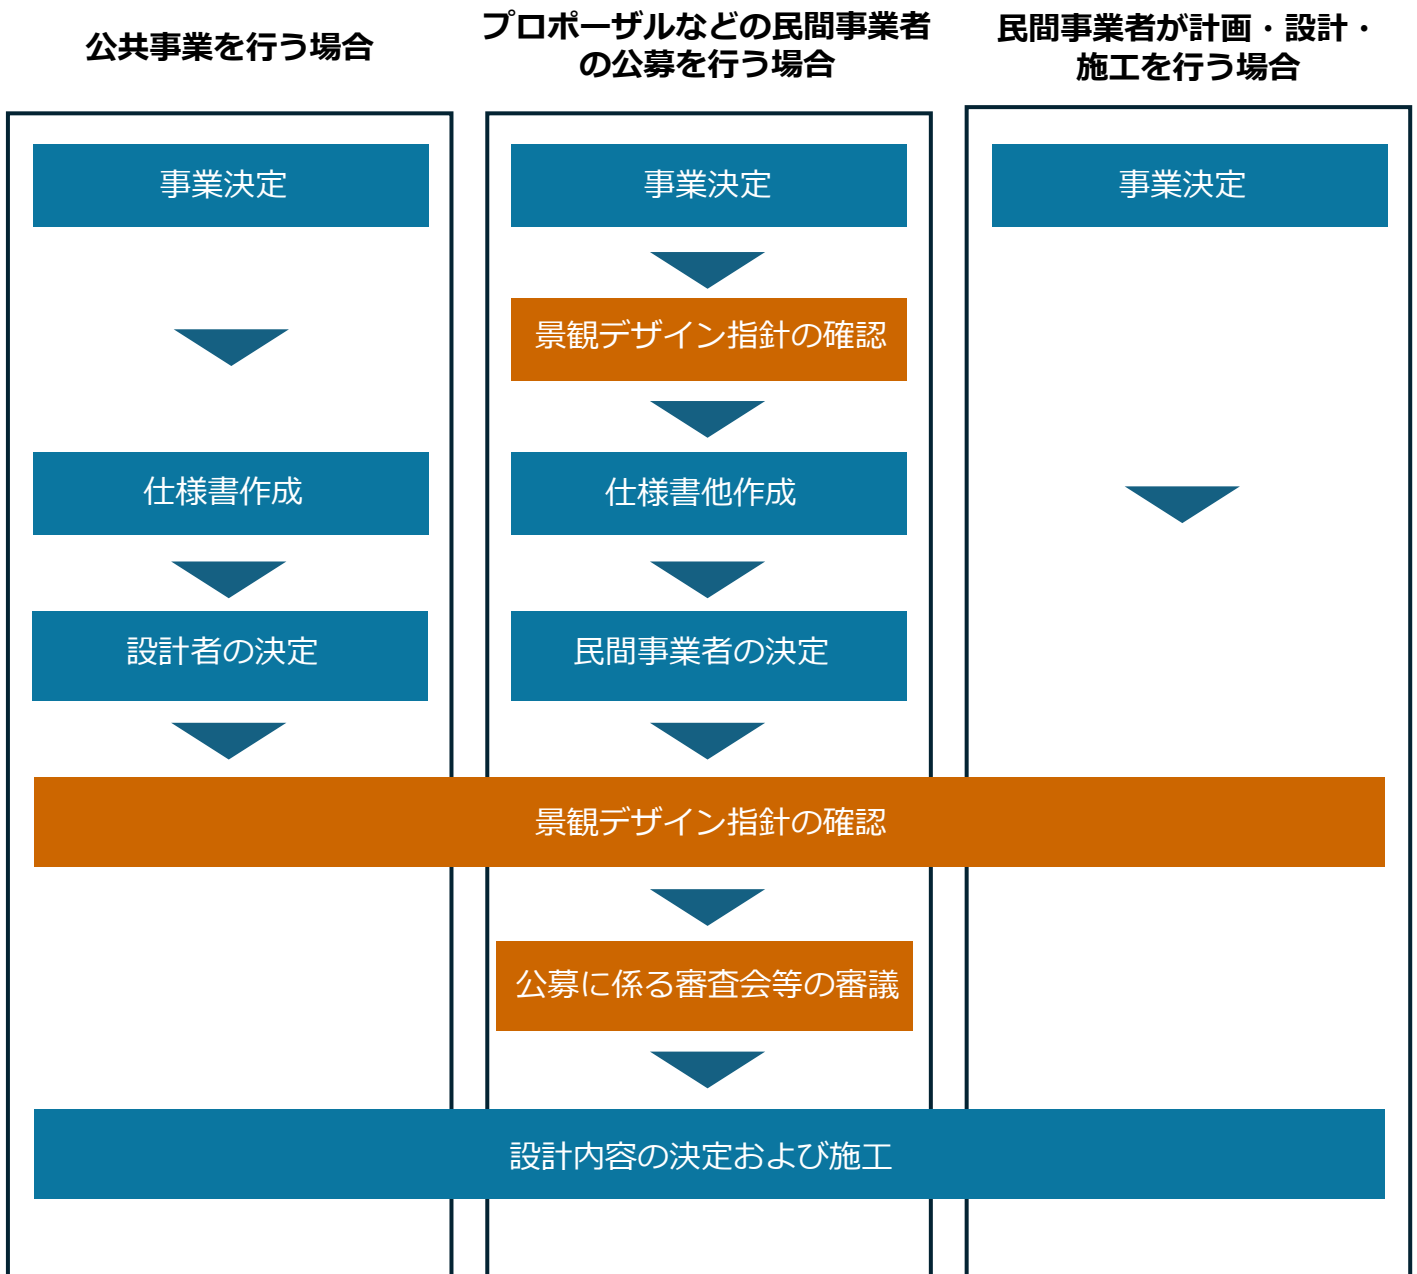 公共事業を行う場合
プロポーザルなどの民間事業者
の公募を行う場合
民間事業者が計画・設計・
施工を行う場合
事業決定
事業決定
事業決定
景観デザイン指針の確認
仕様書作成
仕様書他作成
設計者の決定
民間事業者の決定
景観デザイン指針の確認
公募に係る審査会等の審議
設計内容の決定および施工